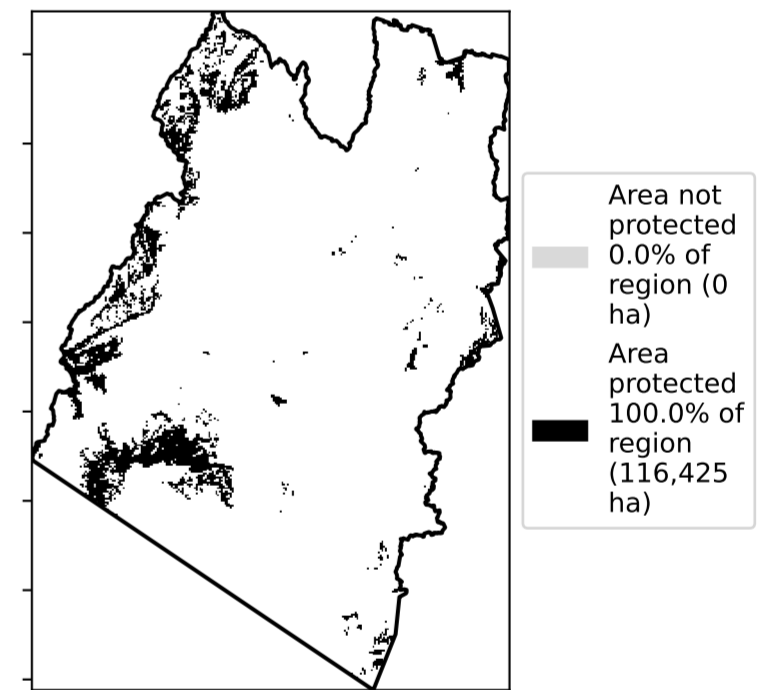 Area not
protected
0.0% of
region (0
ha)
Area
protected
100.0% of
region
(116,425
ha)